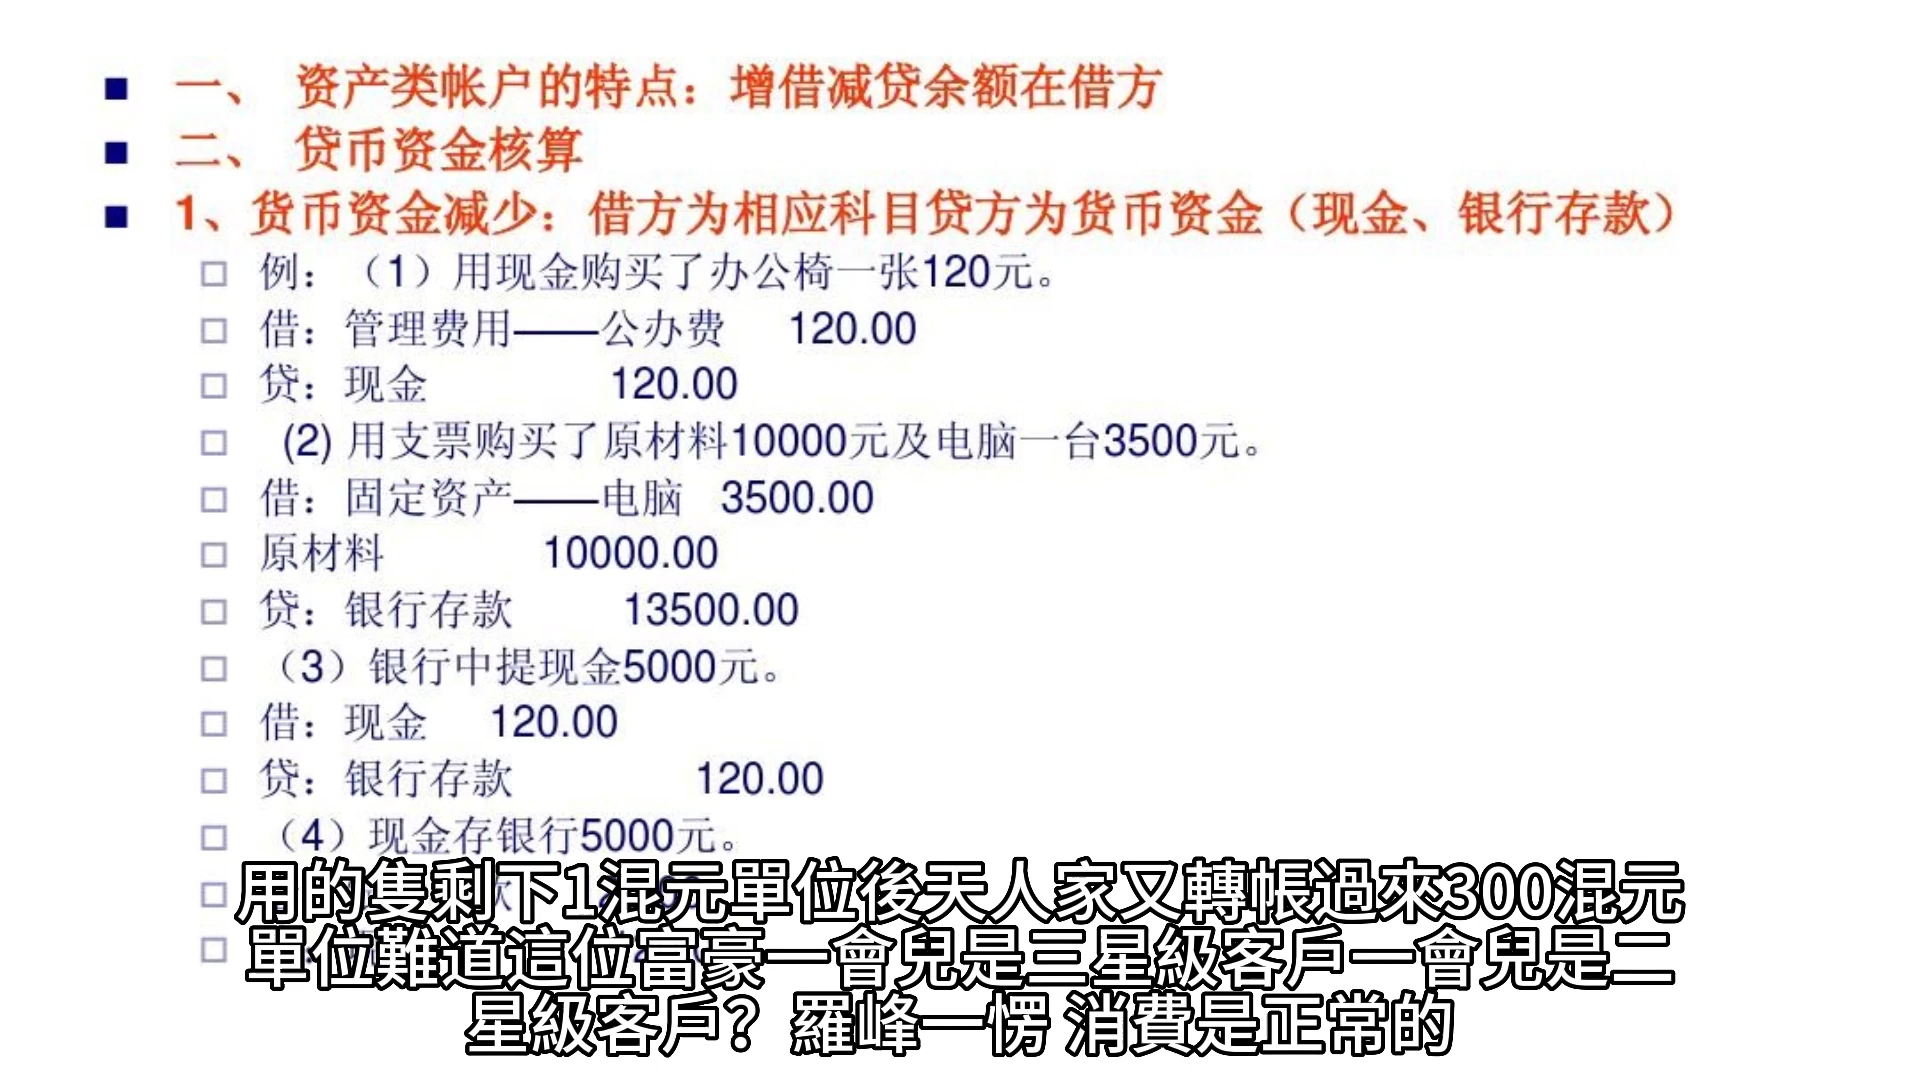 一、 资产类帐户的特点：增借减贷余额在借方
二、 贷币资金核算
1、货币资金减少：借方为相应科目贷方为货币资金（现金、银行存款）
例：（1）用现金购买了办公椅一张120元。
借：管理费用——公办费 120.00
贷：现金 120.00
(2) 用支票购买了原材料10000元及电脑一台3500元。
借：固定资产——电脑 3500.00
原材料 10000.00
贷：银行存款 13500.00
（3）银行中提现金5000元。
借：现金 120.00
贷：银行存款 120.00
（4）现金存银行5000元。
用的隻剩下1混元單位後天人家又轉帳過來300混元
單位難道這位富豪一會兒是三星級客戶一會兒是二
星級客戶？羅峰一愣 消費是正常的